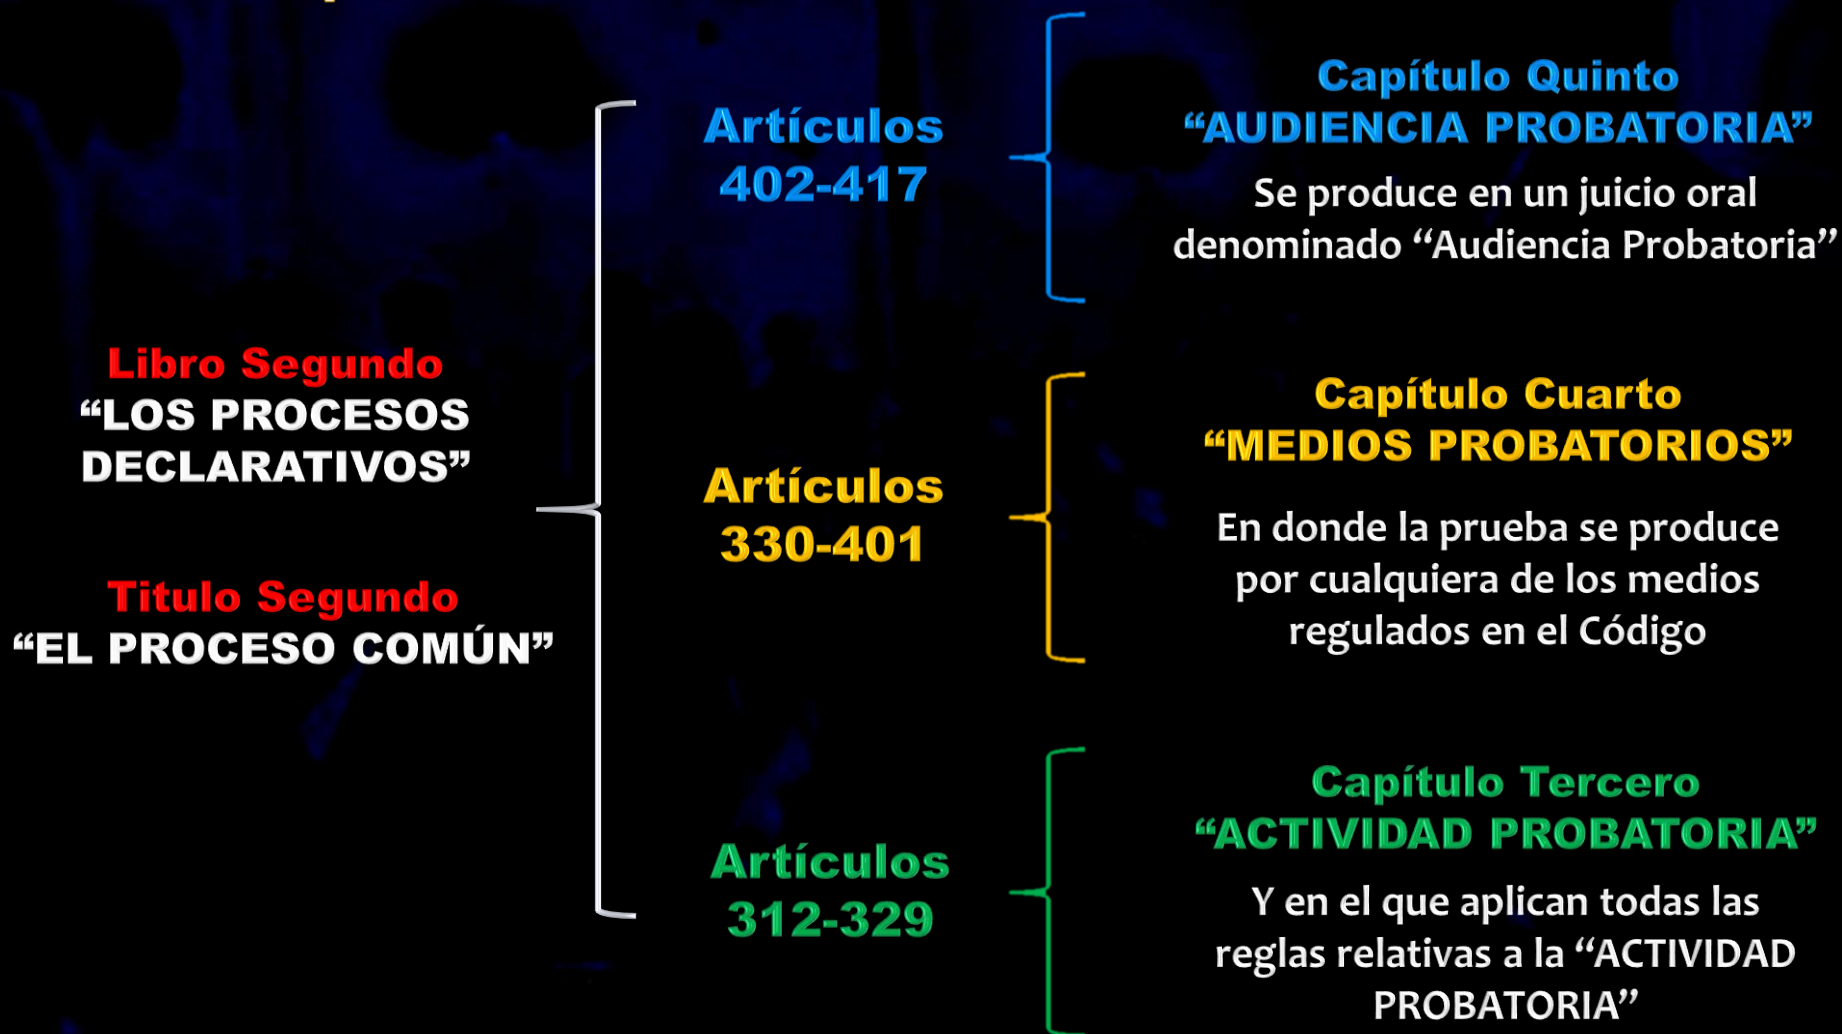 Libro Segundo
“LOS PROCESOS
DECLARATIVOS”
Titulo Segundo
“EL PROCESO COMÚN”
Artículos
402-417
Capítulo Quinto
“AUDIENCIA PROBATORIA”
Se produce en un juicio oral
denominado “Audiencia Probatoria”
Artículos
330-401
Capítulo Cuarto
“MEDIOS PROBATORIOS”
En donde la prueba se produce
por cualquiera de los medios
regulados en el Código
Artículos
312-329
Capítulo Tercero
“ACTIVIDAD PROBATORIA”
Y en el que aplican todas las
reglas relativas a la “ACTIVIDAD
PROBATORIA”